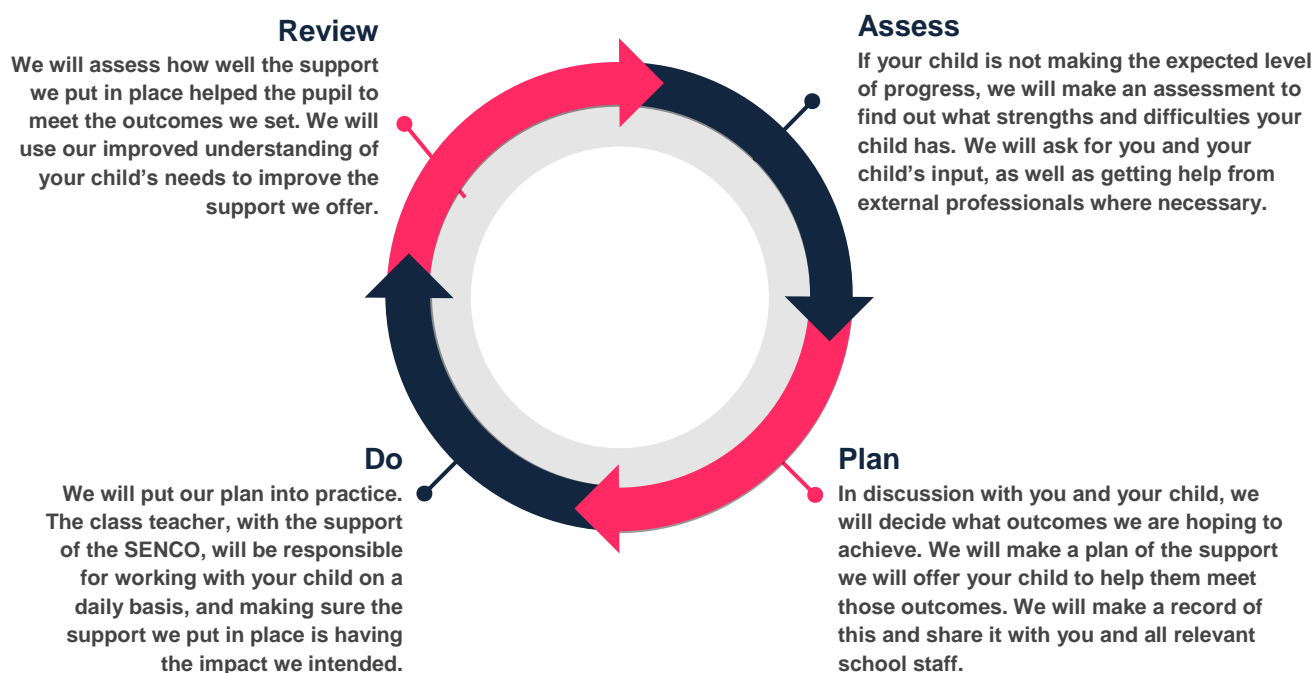 Review
We will assess how well the support
we put in place helped the pupil to
meet the outcomes we set. We will
use our improved understanding of
your child’s needs to improve the
support we offer.
Assess
If your child is not making the expected level
of progress, we will make an assessment to
find out what strengths and difficulties your
child has. We will ask for you and your
child’s input, as well as getting help from
external professionals where necessary.
Do
We will put our plan into practice.
The class teacher, with the support
of the SENCO, will be responsible
for working with your child on a
daily basis, and making sure the
support we put in place is having
the impact we intended.
Plan
In discussion with you and your child, we
will decide what outcomes we are hoping to
achieve. We will make a plan of the support
we will offer your child to help them meet
those outcomes. We will make a record of
this and share it with you and all relevant
school staff.